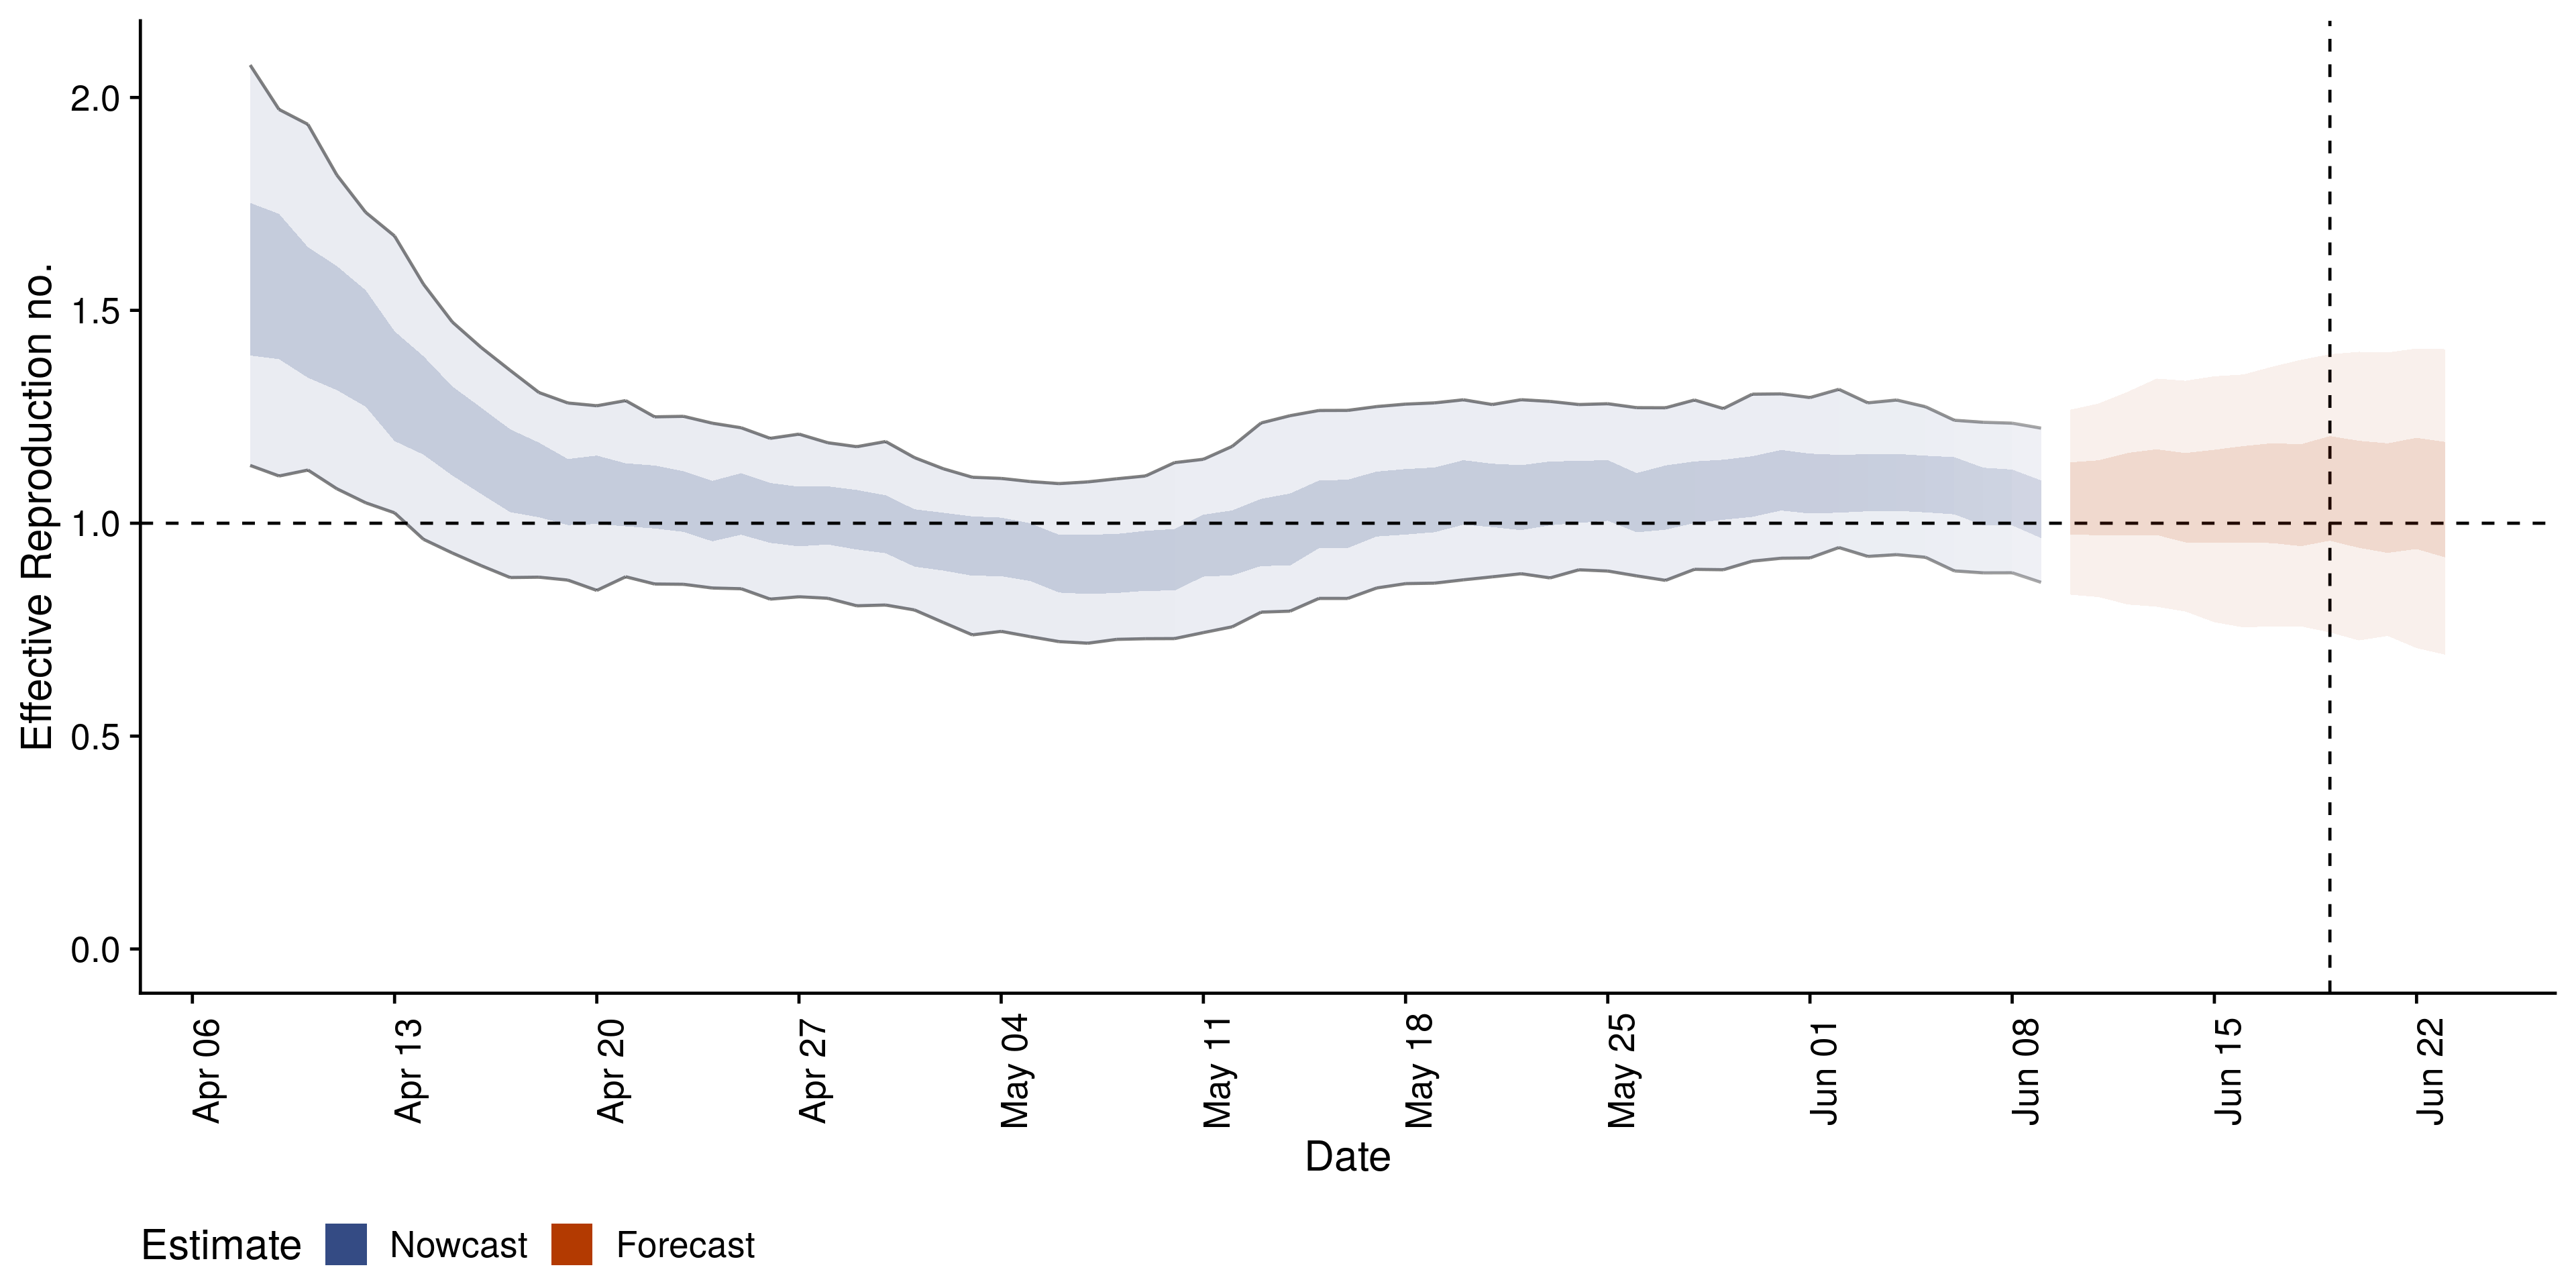 Effective Reproduction no.
2.0
1.5
1.0
0.5
0.0
Apr 06
Apr 13
Apr 20
Apr 27
May 04
May 11
May 18
May 25
Jun 01
Jun 08
Jun 15
Jun 22
Date
Estimate Nowcast Forecast